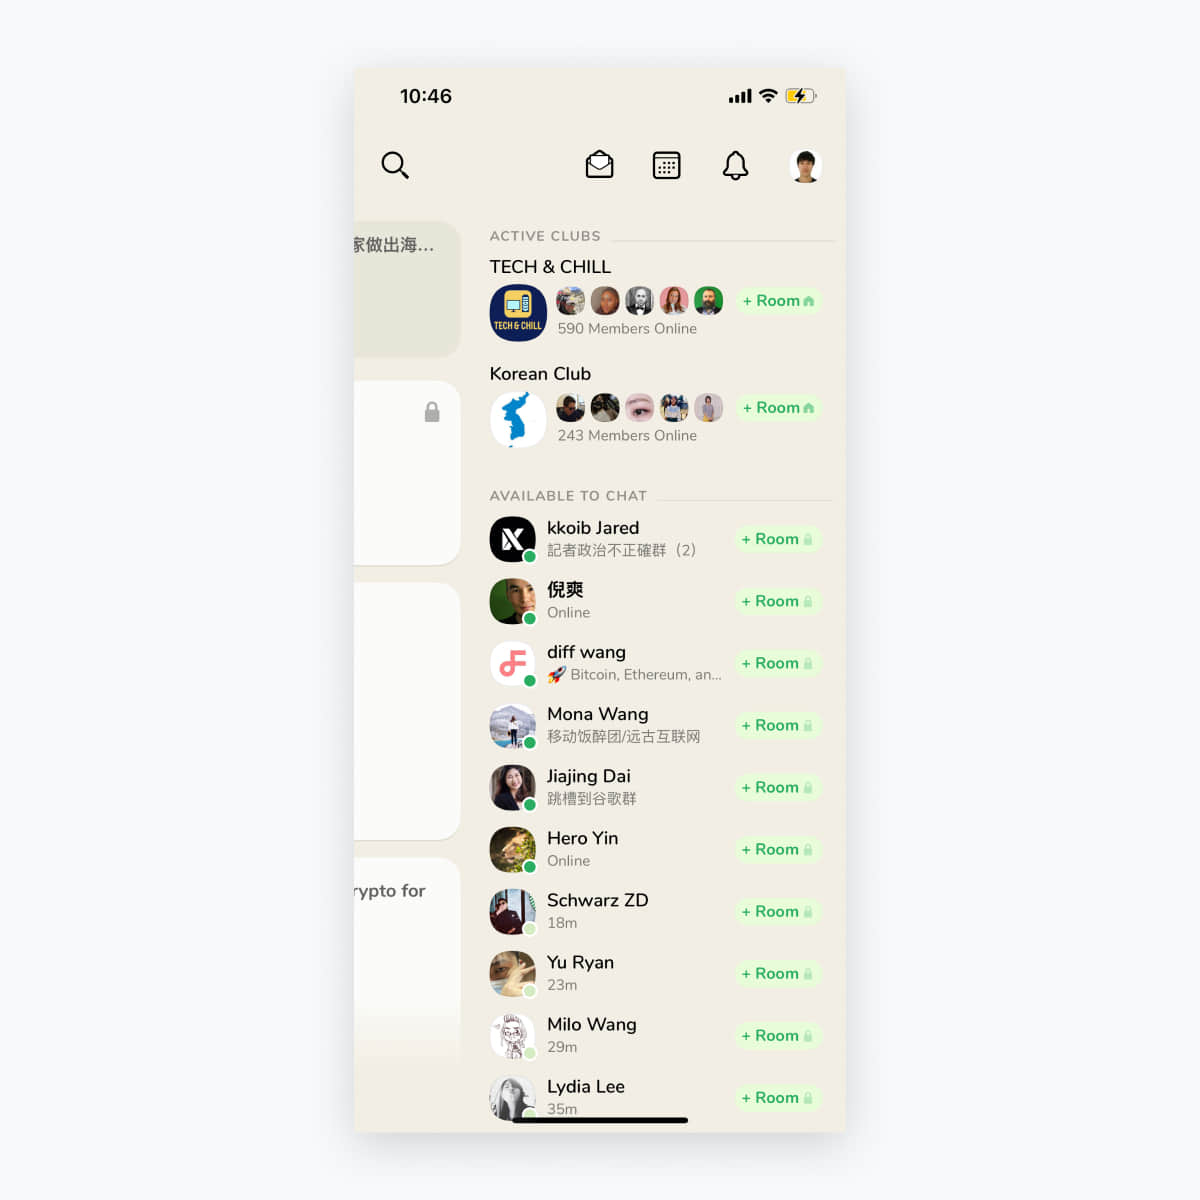 10:46
家做出海...
rypto for
ACTIVE CLUBS
TECH & CHILL
TECH & CHILL
+ Room
590 Members Online
Korean Club
+ Room
243 Members Online
AVAILABLE TO CHAT
kkoib Jared
記者政治不正確群（2）
+ Room
倪爽
Online
+ Room
diff wang
🚀 Bitcoin, Ethereum, an...
+ Room
Mona Wang
移动饭醉团/远古互联网
+ Room
Jiajing Dai
跳槽到谷歌群
+ Room
Hero Yin
Online
+ Room
Schwarz ZD
18m
+ Room
Yu Ryan
23m
+ Room
Milo Wang
29m
+ Room
Lydia Lee
35m
+ Room